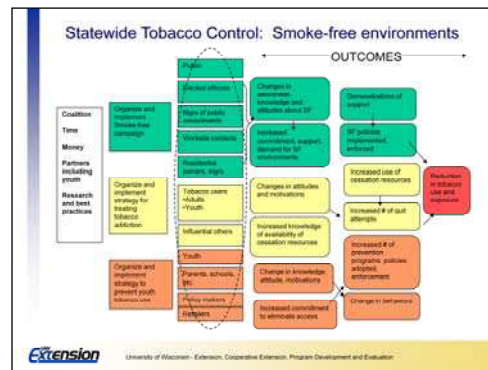 Statewide Tobacco Control: Smoke-free environments
OUTCOMES
Coalition
Time
Money
Partners
including
youth
Research
and best
practices
Organize and
implement
Smoke-free
campaign
Organize and
implement
strategy for
treating
tobacco
addiction
Organize and
implement
strategy to
prevent youth
tobacco use
Public
Elected officials
Mgrs of public
Worksite contacts
Residential
owners, mgrs
Tobacco users
•Adults
•Youth
Influential others
Youth
Parents, schools,
etc.
Policy makers
Retailers
Changes in
awareness,
knowledge and
attitudes about SF
Increased
commitment, support,
demand for SF
environments
Changes in attitudes
and motivations
Increased knowledge
of availability of
cessation resources
Change in knowledge,
attitude, motivations
Increased commitment
to eliminate access
Demonstrations of
support
SF policies
implemented,
enforced
Increased use of
cessation resources
Increased # of quit
attempts
Increased # of
prevention
programs, policies
adopted,
enforcement
Change in behaviors
Reduction
in tobacco
use and
exposure
Extension
University of Wisconsin - Extension, Cooperative Extension, Program Development and Evaluation